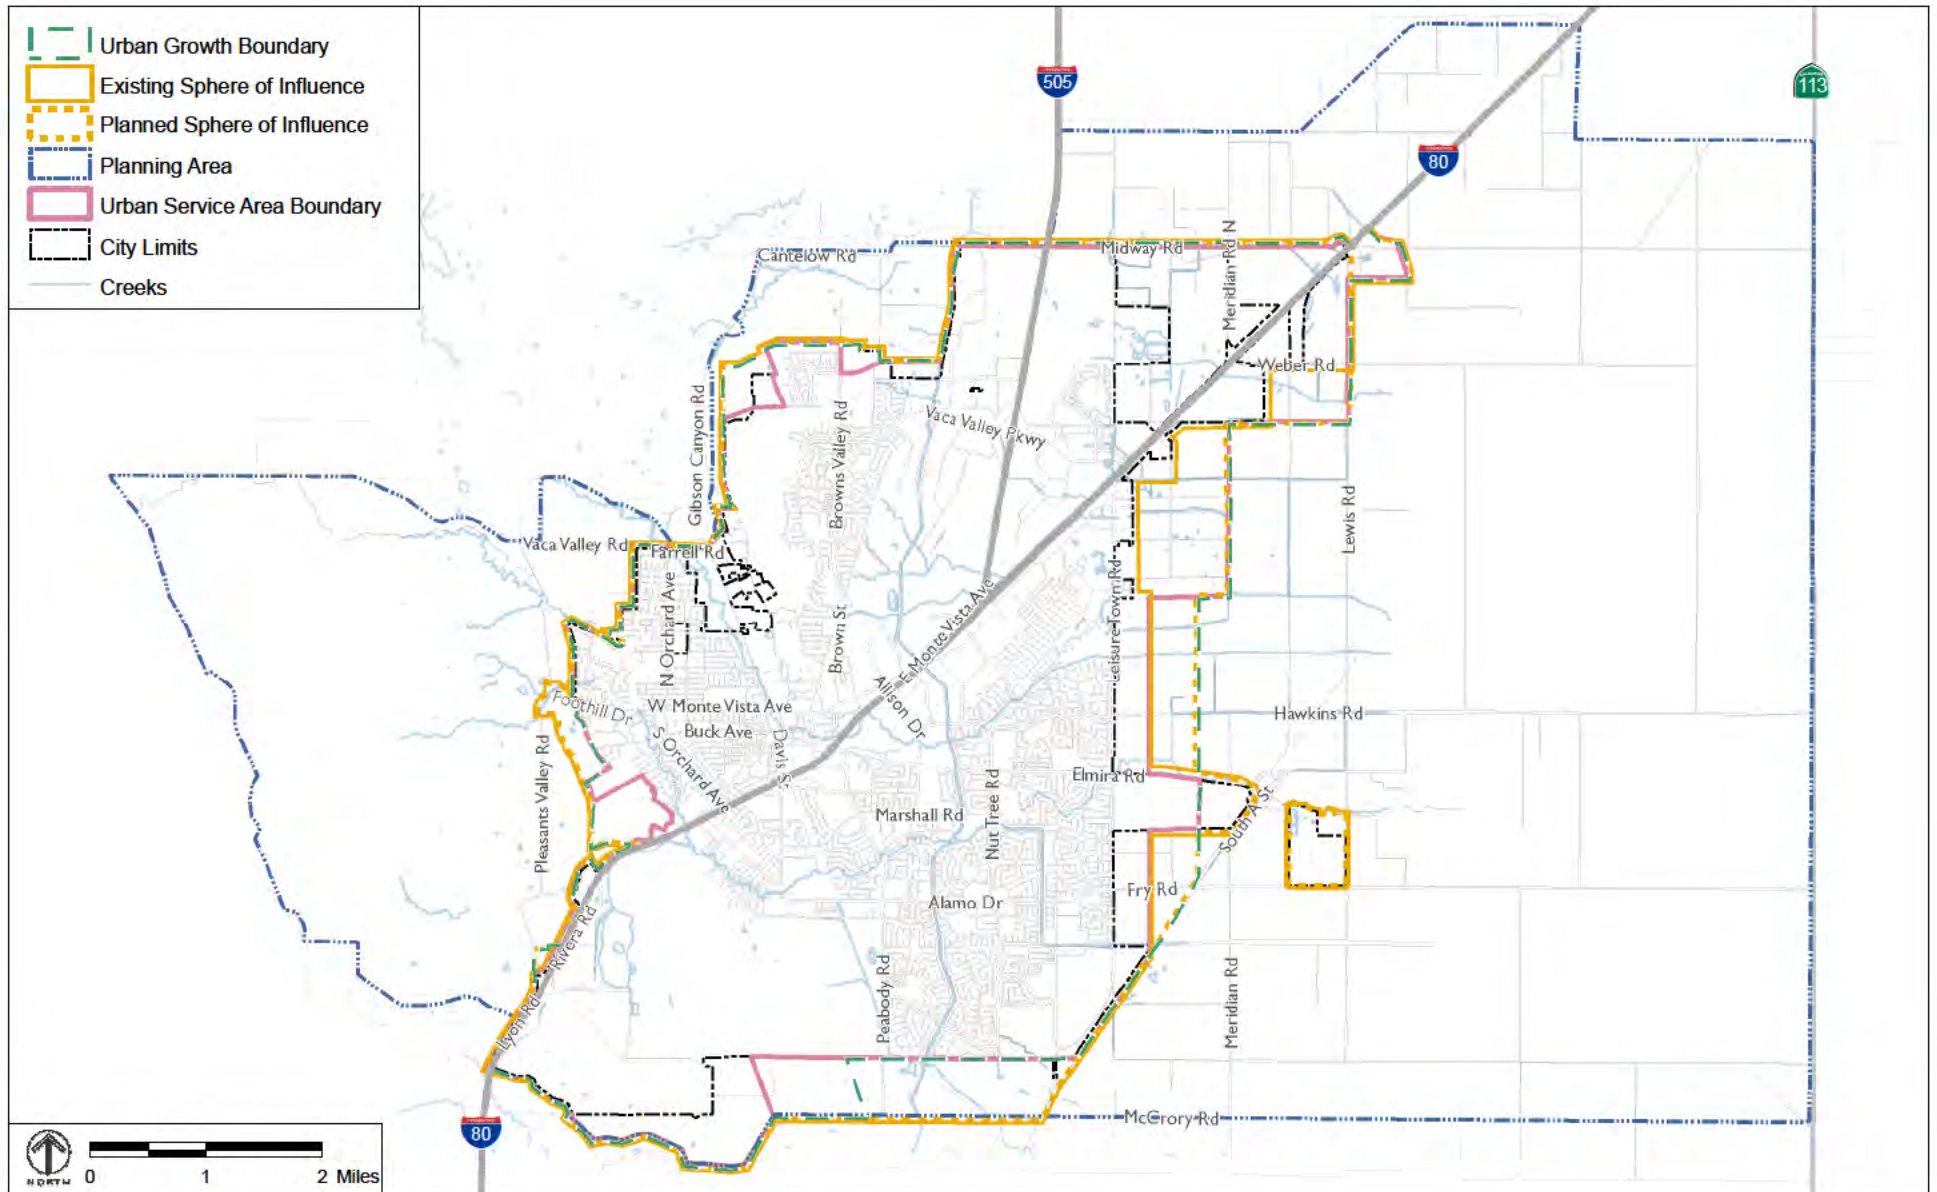 Urban Growth Boundary
Existing Sphere of Influence
Planned Sphere of Influence
Planning Area
Urban Service Area Boundary
City Limits
Creeks
505
113
80
Cantelow Rd
Midway Rd
Meridian Rd N
Weber Rd
Gibson Canyon Rd
Browns Valley Rd
Vaca Valley Pkwy
Lewis Rd
Vaca Valley Rd
Farrell Rd
N Orchard Ave
Brown St
E Monte Vista Ave
Leisure Town Rd
Foothill Dr
W Monte Vista Ave
Buck Ave
Allison Dr
Hawkins Rd
S Orchard Ave
Davis St
Pleasants Valley Rd
Elmira Rd
Nut Tree Rd
Marshall Rd
South A St
Fry Rd
Alamo Dr
Rivera Rd
Peabody Rd
Meridian Rd
Lyon Rd
McCrory Rd
80
NORTH
0 1 2 Miles